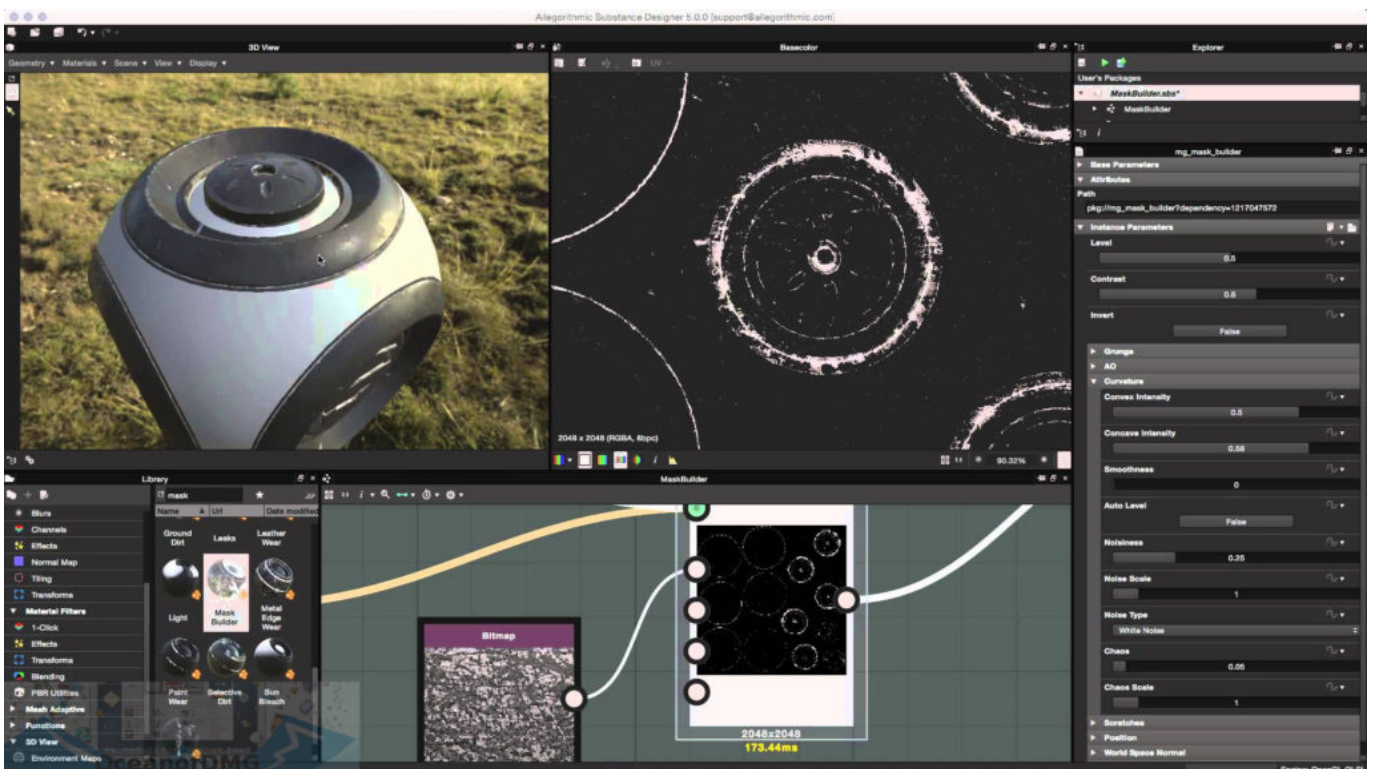 Allegorithmic Substance Designer 5.0.0 [support@allegorithmic.com]
3D View
Geometry Materials Scene View Display
Basecolor
UV
2048 x 2048 (RGBA, 8bpc)
1:1
90.32%
Explorer
User's Packages
MaskBuilder.sbs*
MaskBuilder
mg_mask_builder
Base Parameters
Attributes
Path
pkg://mg_mask_builder?dependency=1217047572
Instance Parameters
Level
0.5
Contrast
0.6
Invert
False
Grunge
AO
Curvature
Convex Intensity
0.5
Concave Intensity
0.58
Smoothness
0
Auto Level
False
Noisiness
0.25
Noise Scale
1
Noise Type
White Noise
Chaos
0.05
Chaos Scale
1
Scratches
Position
World Space Normal
Library
mask
Name Url Date modified
Blurs
Channels
Effects
Normal Map
Tiling
Transforms
Material Filters
1-Click
Effects
Transforms
Blending
PBR Utilities
Mesh Adaptive
Functions
3D View
Environment Maps
Ground Dirt
Leaks
Leather Wear
Light
Mask Builder
Metal Edge Wear
Paint Wear
Selective Dirt
Sun Bleach
OceanofDMG
MaskBuilder
1:1
Bitmap
2048x2048
173.44ms